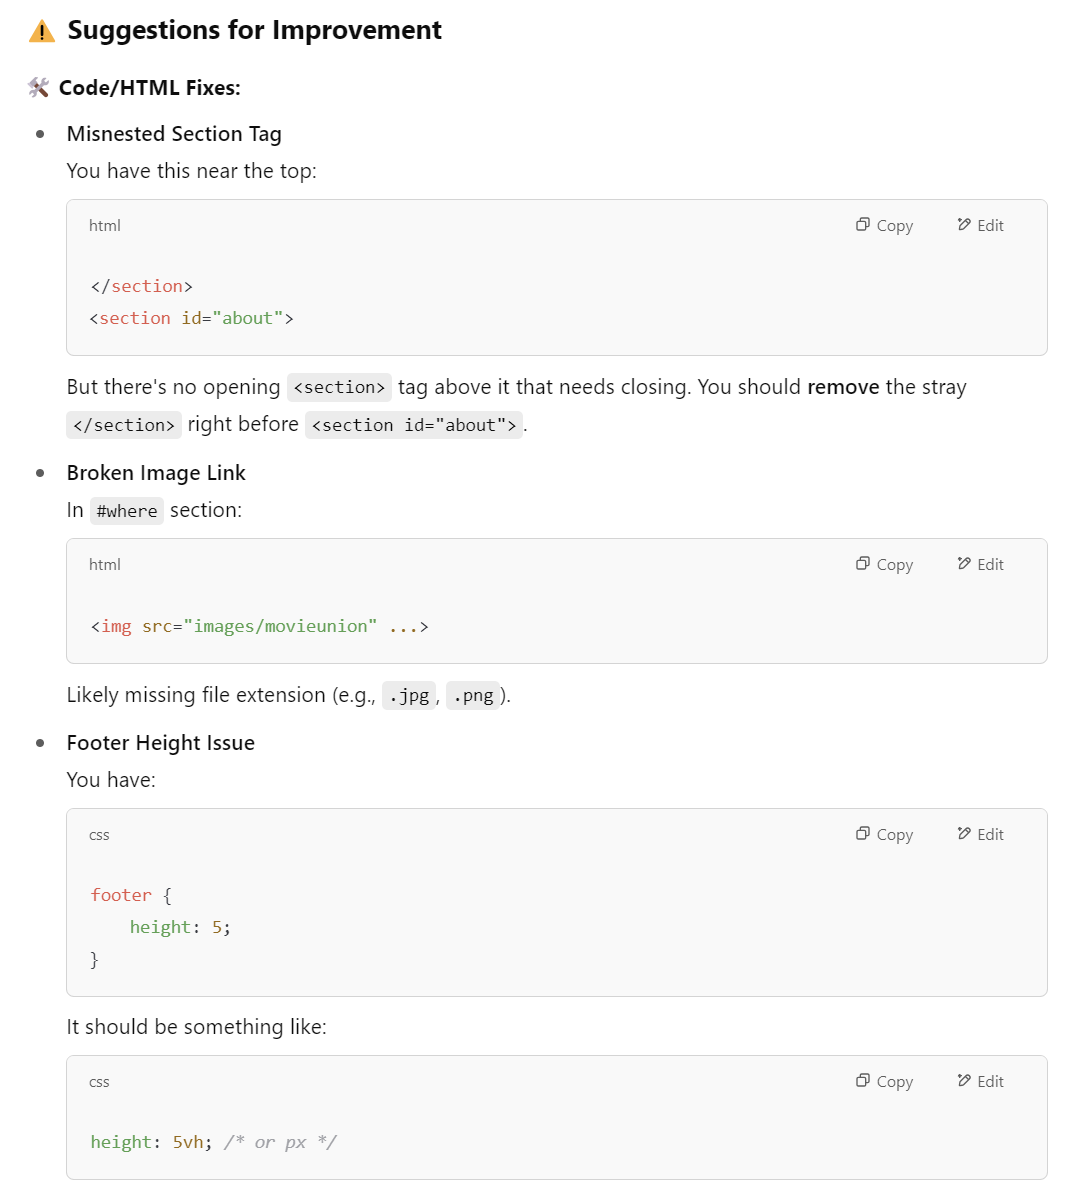 ⚠️ Suggestions for Improvement
🛠️ Code/HTML Fixes:
• Misnested Section Tag
You have this near the top:
html Copy Edit
</section>
<section id="about">
But there's no opening <section> tag above it that needs closing. You should remove the stray
</section> right before <section id="about">.
• Broken Image Link
In #where section:
html Copy Edit
<img src="images/movieunion" ...>
Likely missing file extension (e.g., .jpg, .png).
• Footer Height Issue
You have:
css Copy Edit
footer {
    height: 5;
}
It should be something like:
css Copy Edit
height: 5vh; /* or px */